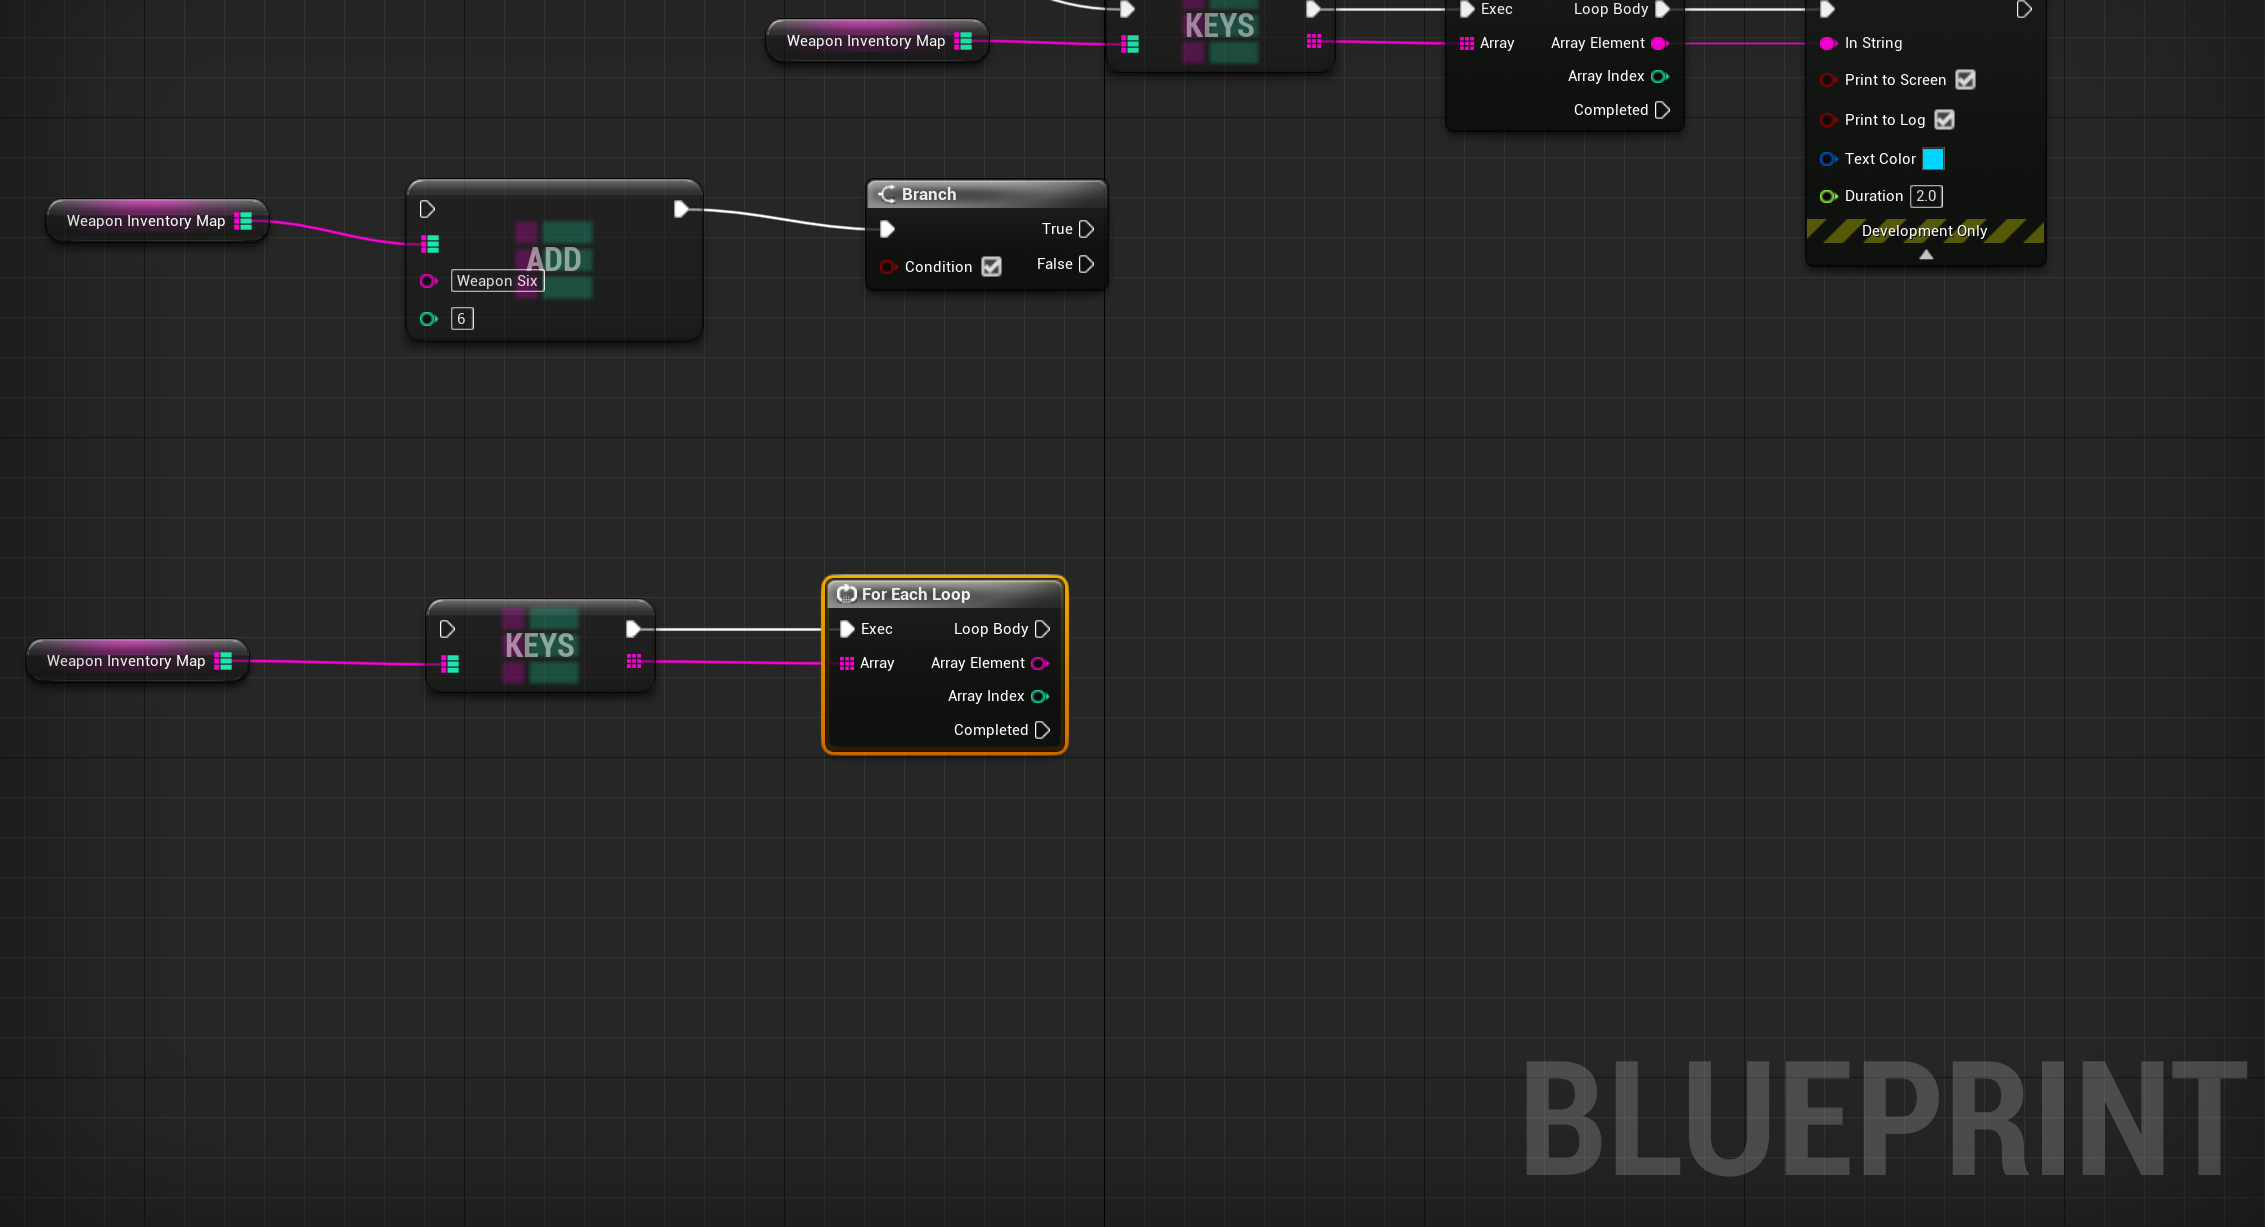 Weapon Inventory Map
KEYS
Exec
Loop Body
Array
Array Element
Array Index
Completed
In String
Print to Screen
Print to Log
Text Color
Duration 2.0
Development Only
Weapon Inventory Map
ADD
Weapon Six
6
Branch
True
Condition
False
Weapon Inventory Map
KEYS
For Each Loop
Exec
Loop Body
Array
Array Element
Array Index
Completed
BLUEPRINT